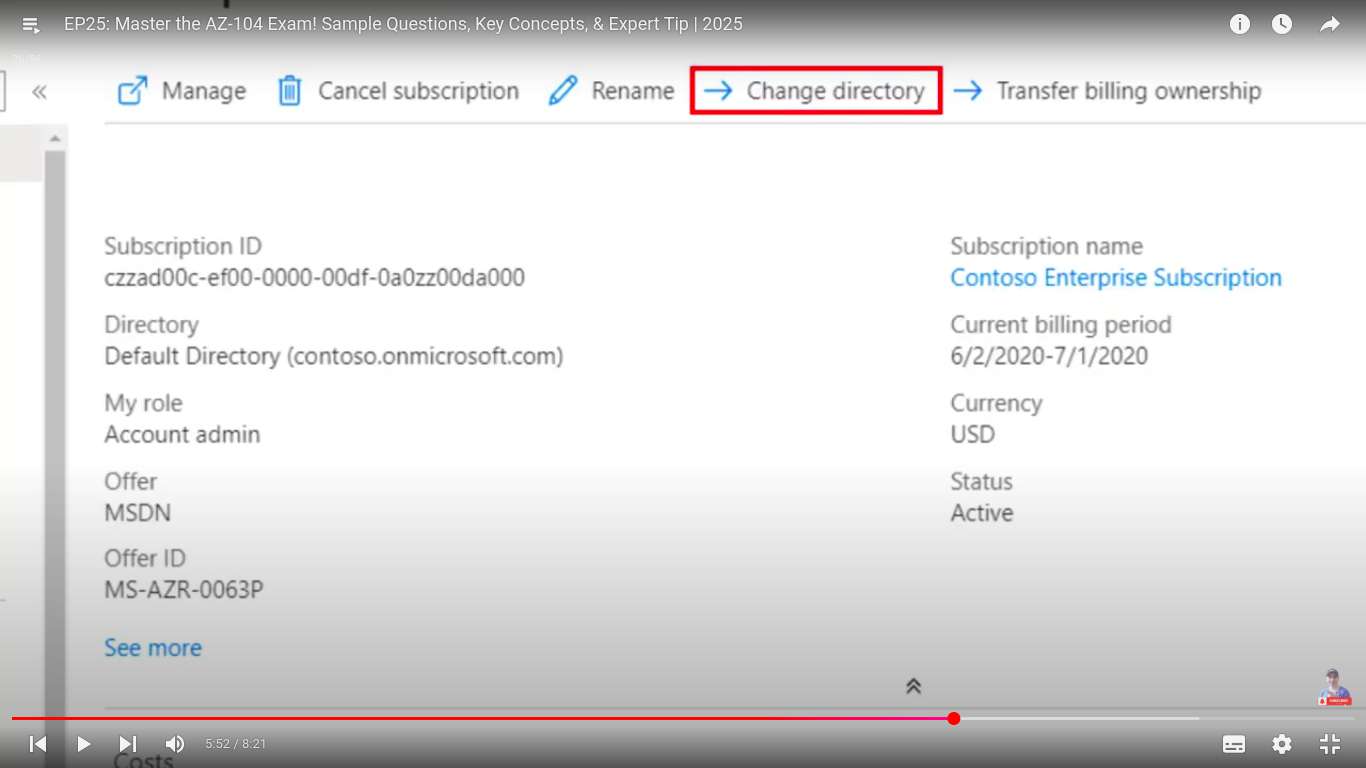 EP25: Master the AZ-104 Exam! Sample Questions, Key Concepts, & Expert Tip | 2025
Manage Cancel subscription Rename Change directory Transfer billing ownership
Subscription ID
czzad00c-ef00-0000-00df-0a0zz00da000
Subscription name
Contoso Enterprise Subscription
Directory
Default Directory (contoso.onmicrosoft.com)
Current billing period
6/2/2020-7/1/2020
My role
Account admin
Currency
USD
Offer
MSDN
Status
Active
Offer ID
MS-AZR-0063P
See more
5:52 / 8:21
Costs